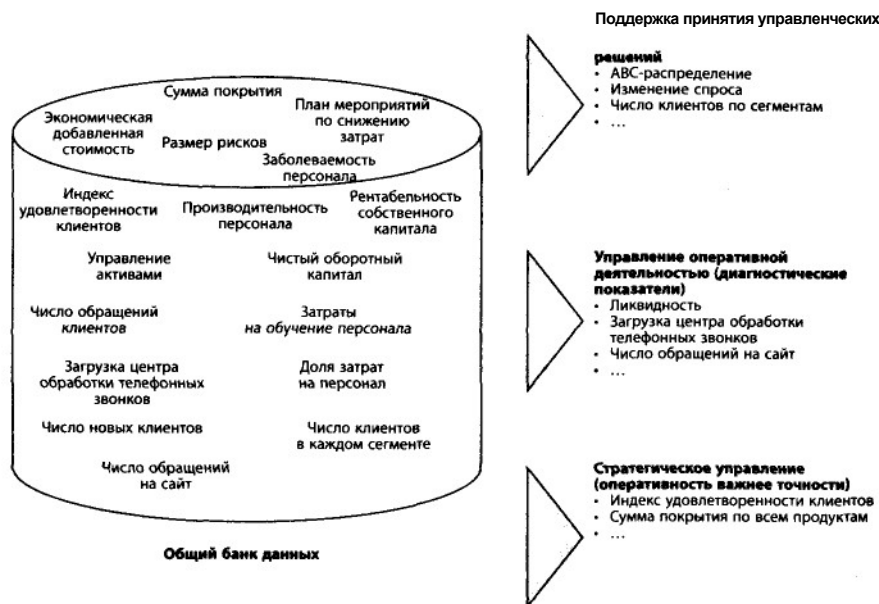 Сумма покрытия
План мероприятий
по снижению
затрат
Экономическая
добавленная
стоимость
Размер рисков
Заболеваемость
персонала
Индекс
удовлетворенности
клиентов
Производительность
персонала
Рентабельность
собственного
капитала
Управление
активами
Чистый оборотный
капитал
Число обращений
клиентов
Затраты
на обучение персонала
Загрузка центра
обработки телефонных
звонков
Доля затрат
на персонал
Число новых клиентов
Число клиентов
в каждом сегменте
Число обращений
на сайт
Общий банк данных
Поддержка принятия управленческих
решений
• ABC-распределение
• Изменение спроса
• Число клиентов по сегментам
• ...
Управление оперативной
деятельностью (диагностические
показатели)
• Ликвидность
• Загрузка центра обработки
телефонных звонков
• Число обращений на сайт
• ...
Стратегическое управление
(оперативность важнее точности)
• Индекс удовлетворенности клиентов
• Сумма покрытия по всем продуктам
• ...